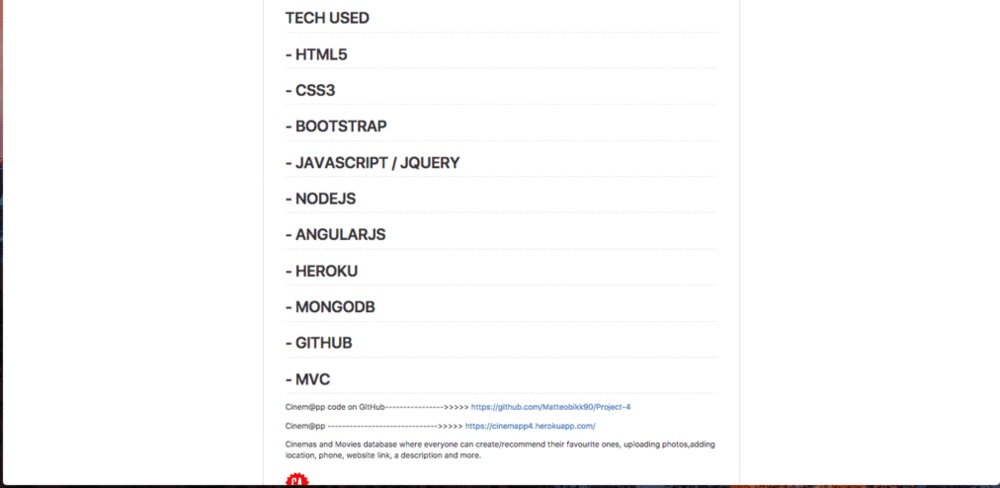 TECH USED
- HTML5
- CSS3
- BOOTSTRAP
- JAVASCRIPT / JQUERY
- NODEJS
- ANGULARJS
- HEROKU
- MONGODB
- GITHUB
- MVC
Cinem@pp code on GitHub---------------->>>>> https://github.com/Matteobikk90/Project-4
Cinem@pp ------------------------------>>>>> https://cinemapp4.herokuapp.com/
Cinemas and Movies database where everyone can create/recommend their favourite ones, uploading photos,adding
location, phone, website link, a description and more.